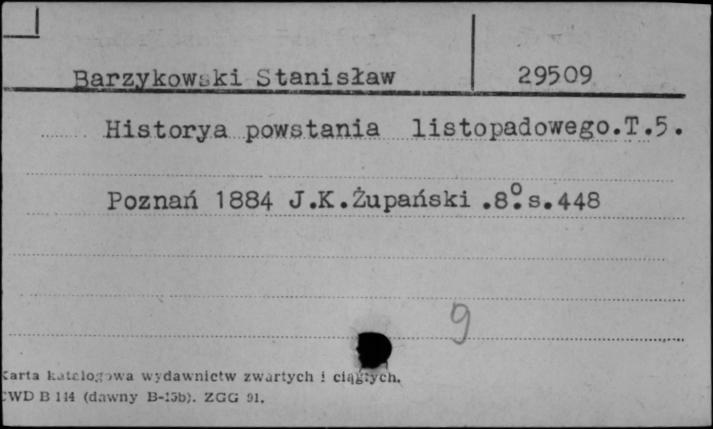 Barzykowski Stanisław 29509
Historya powstania listopadowego.T.5.
Poznań 1884 J.K.Żupański.8°.s.448
9
Karta katalogowa wydawnictw zwartych i ciągłych.
CWD B 114 (dawny B-15b). ZGG 91.